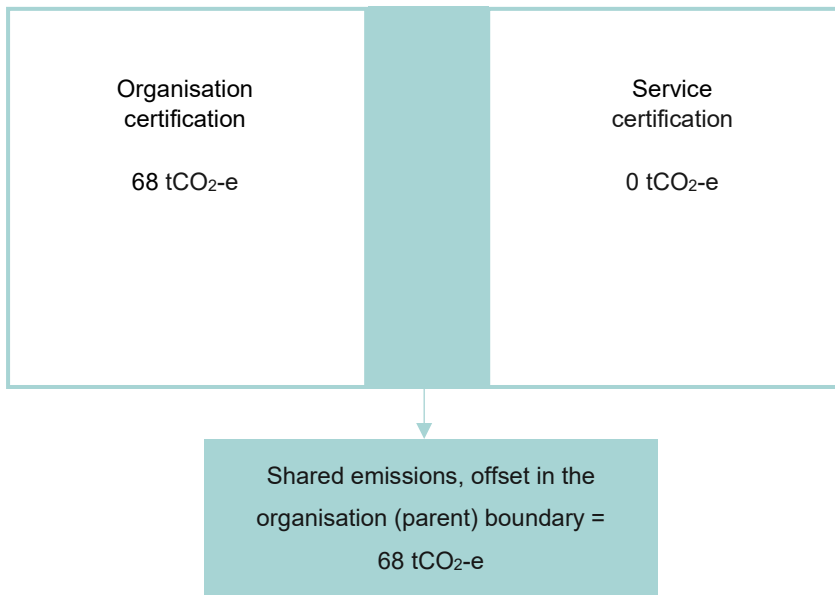 Organisation
certification
68 tCO₂-e
Service
certification
0 tCO₂-e
Shared emissions, offset in the
organisation (parent) boundary =
68 tCO₂-e